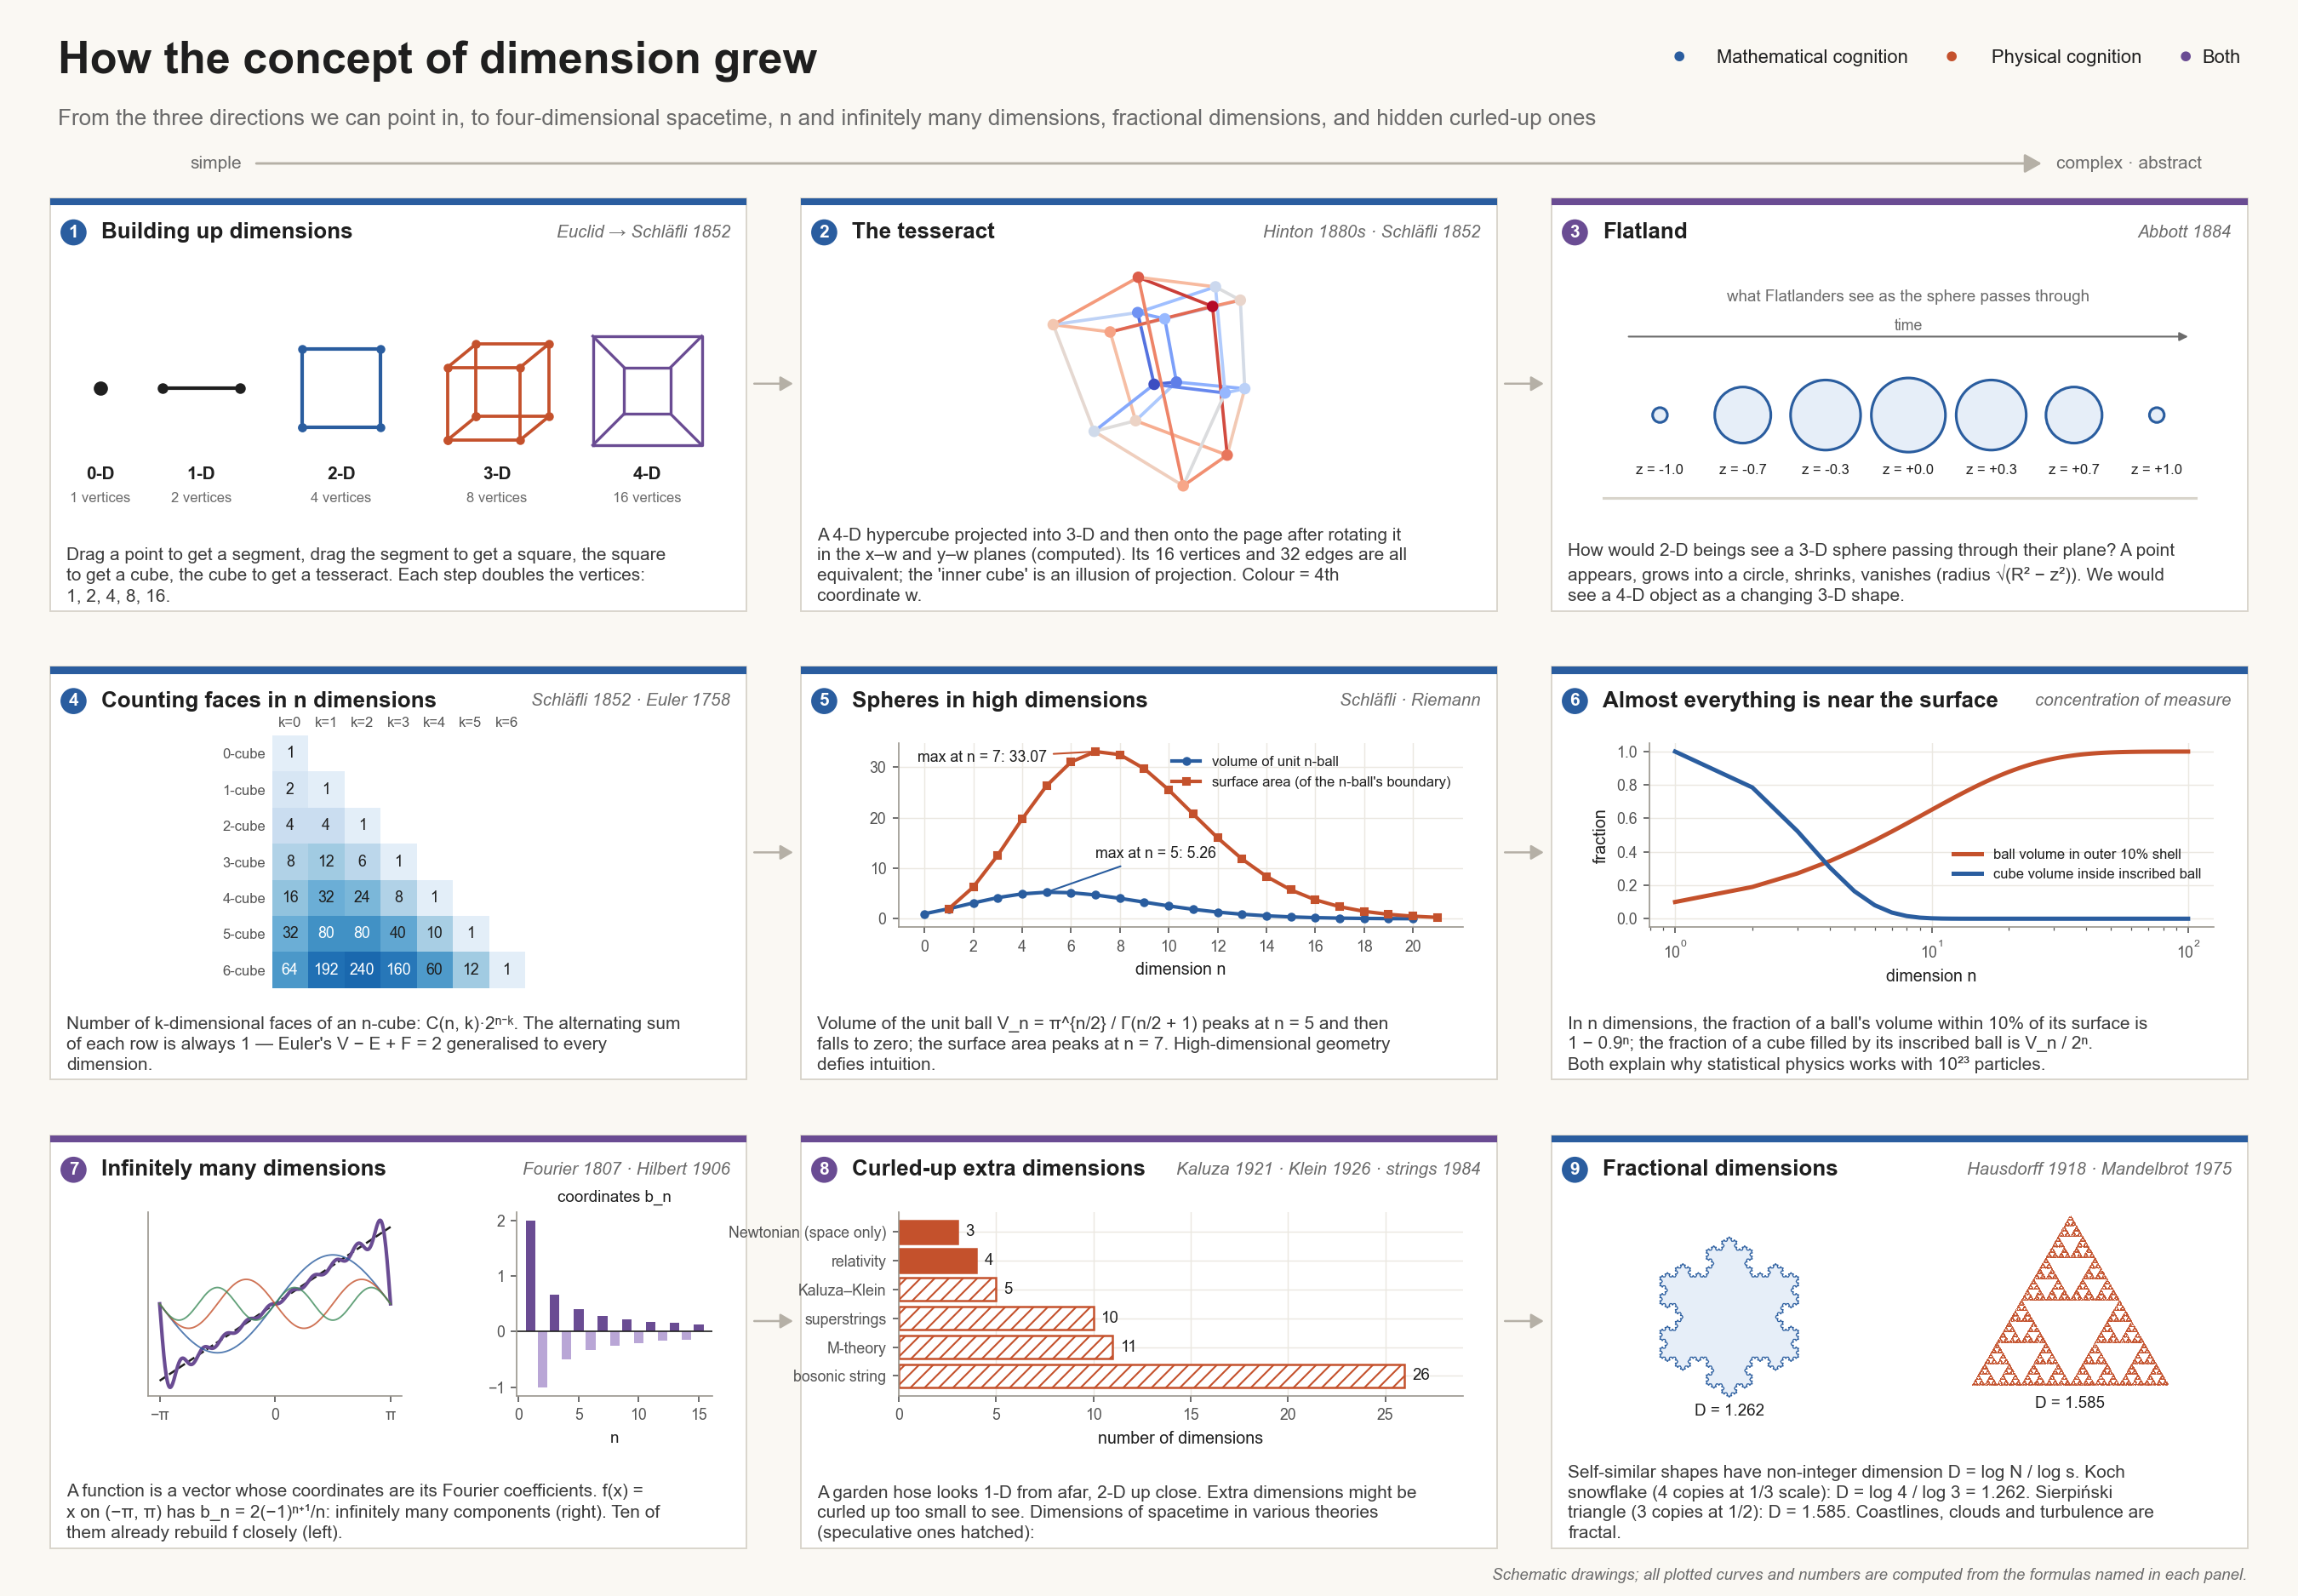 How the concept of dimension grew
Mathematical cognition
Physical cognition
Both
From the three directions we can point in, to four-dimensional spacetime, n and infinitely many dimensions, fractional dimensions, and hidden curled-up ones
simple
complex · abstract
1 Building up dimensions
Euclid → Schläfli 1852
0-D
1-D
2-D
3-D
4-D
1 vertices
2 vertices
4 vertices
8 vertices
16 vertices
Drag a point to get a segment, drag the segment to get a square, the square
to get a cube, the cube to get a tesseract. Each step doubles the vertices:
1, 2, 4, 8, 16.
2 The tesseract
Hinton 1880s · Schläfli 1852
A 4-D hypercube projected into 3-D and then onto the page after rotating it
in the x–w and y–w planes (computed). Its 16 vertices and 32 edges are all
equivalent; the 'inner cube' is an illusion of projection. Colour = 4th
coordinate w.
3 Flatland
Abbott 1884
what Flatlanders see as the sphere passes through
time
z = -1.0
z = -0.7
z = -0.3
z = +0.0
z = +0.3
z = +0.7
z = +1.0
How would 2-D beings see a 3-D sphere passing through their plane? A point
appears, grows into a circle, shrinks, vanishes (radius √(R² − z²)). We would
see a 4-D object as a changing 3-D shape.
4 Counting faces in n dimensions
Schläfli 1852 · Euler 1758
k=0 k=1 k=2 k=3 k=4 k=5 k=6
0-cube 1
1-cube 2 1
2-cube 4 4 1
3-cube 8 12 6 1
4-cube 16 32 24 8 1
5-cube 32 80 80 40 10 1
6-cube 64 192 240 160 60 12 1
Number of k-dimensional faces of an n-cube: C(n, k)·2ⁿ⁻ᵏ. The alternating sum
of each row is always 1 — Euler's V − E + F = 2 generalised to every
dimension.
5 Spheres in high dimensions
Schläfli · Riemann
max at n = 7: 33.07
volume of unit n-ball
surface area (of the n-ball's boundary)
max at n = 5: 5.26
30
20
10
0
0 2 4 6 8 10 12 14 16 18 20
dimension n
Volume of the unit ball V_n = π^{n/2} / Γ(n/2 + 1) peaks at n = 5 and then
falls to zero; the surface area peaks at n = 7. High-dimensional geometry
defies intuition.
6 Almost everything is near the surface
concentration of measure
fraction
1.0
0.8
0.6
0.4
0.2
0.0
ball volume in outer 10% shell
cube volume inside inscribed ball
10⁰ 10¹ 10²
dimension n
In n dimensions, the fraction of a ball's volume within 10% of its surface is
1 − 0.9ⁿ; the fraction of a cube filled by its inscribed ball is V_n / 2ⁿ.
Both explain why statistical physics works with 10²³ particles.
7 Infinitely many dimensions
Fourier 1807 · Hilbert 1906
−π 0 π
coordinates b_n
2
1
0
−1
0 5 10 15
n
A function is a vector whose coordinates are its Fourier coefficients. f(x) =
x on (−π, π) has b_n = 2(−1)ⁿ⁺¹/n: infinitely many components (right). Ten of
them already rebuild f closely (left).
8 Curled-up extra dimensions
Kaluza 1921 · Klein 1926 · strings 1984
Newtonian (space only) 3
relativity 4
Kaluza–Klein 5
superstrings 10
M-theory 11
bosonic string 26
0 5 10 15 20 25
number of dimensions
A garden hose looks 1-D from afar, 2-D up close. Extra dimensions might be
curled up too small to see. Dimensions of spacetime in various theories
(speculative ones hatched):
9 Fractional dimensions
Hausdorff 1918 · Mandelbrot 1975
D = 1.262
D = 1.585
Self-similar shapes have non-integer dimension D = log N / log s. Koch
snowflake (4 copies at 1/3 scale): D = log 4 / log 3 = 1.262. Sierpiński
triangle (3 copies at 1/2): D = 1.585. Coastlines, clouds and turbulence are
fractal.
Schematic drawings; all plotted curves and numbers are computed from the formulas named in each panel.